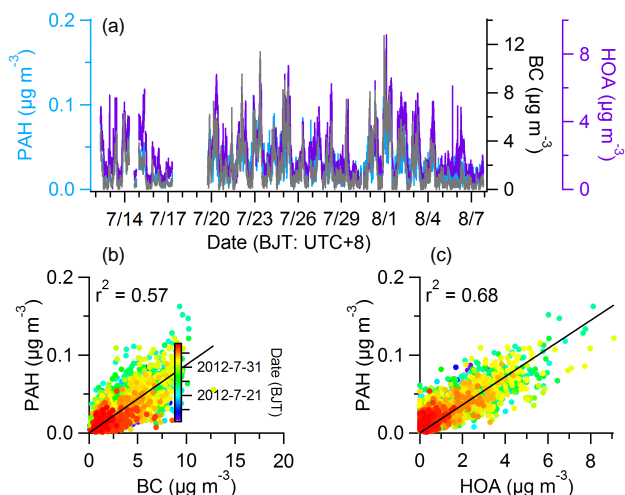 (a)
PAH (µg m⁻³)
0.2
0.1
0.0
BC
(µg m⁻³)
12
8
4
0
HOA
(µg m⁻³)
8
4
0
7/14 7/17 7/20 7/23 7/26 7/29 8/1 8/4 8/7
Date (BJT: UTC+8)
(b)
r² = 0.57
PAH (µg m⁻³)
0.2
0.1
0.0
2012-7-31
2012-7-21
Date (BJT)
0 5 10 15 20
BC (µg m⁻³)
(c)
r² = 0.68
PAH (µg m⁻³)
0.2
0.1
0.0
0 2 4 6 8
HOA (µg m⁻³)